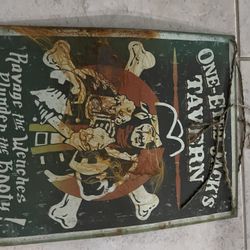 ONE-EYED JACK'S
TAVERN
Ravage the Wenches
Plunder the Booty!